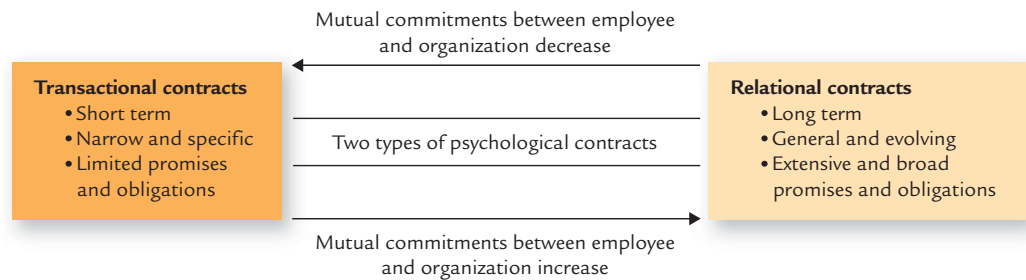 Mutual commitments between employee
and organization decrease
Transactional contracts
• Short term
• Narrow and specific
• Limited promises
and obligations
Two types of psychological contracts
Relational contracts
• Long term
• General and evolving
• Extensive and broad
promises and obligations
Mutual commitments between employee
and organization increase